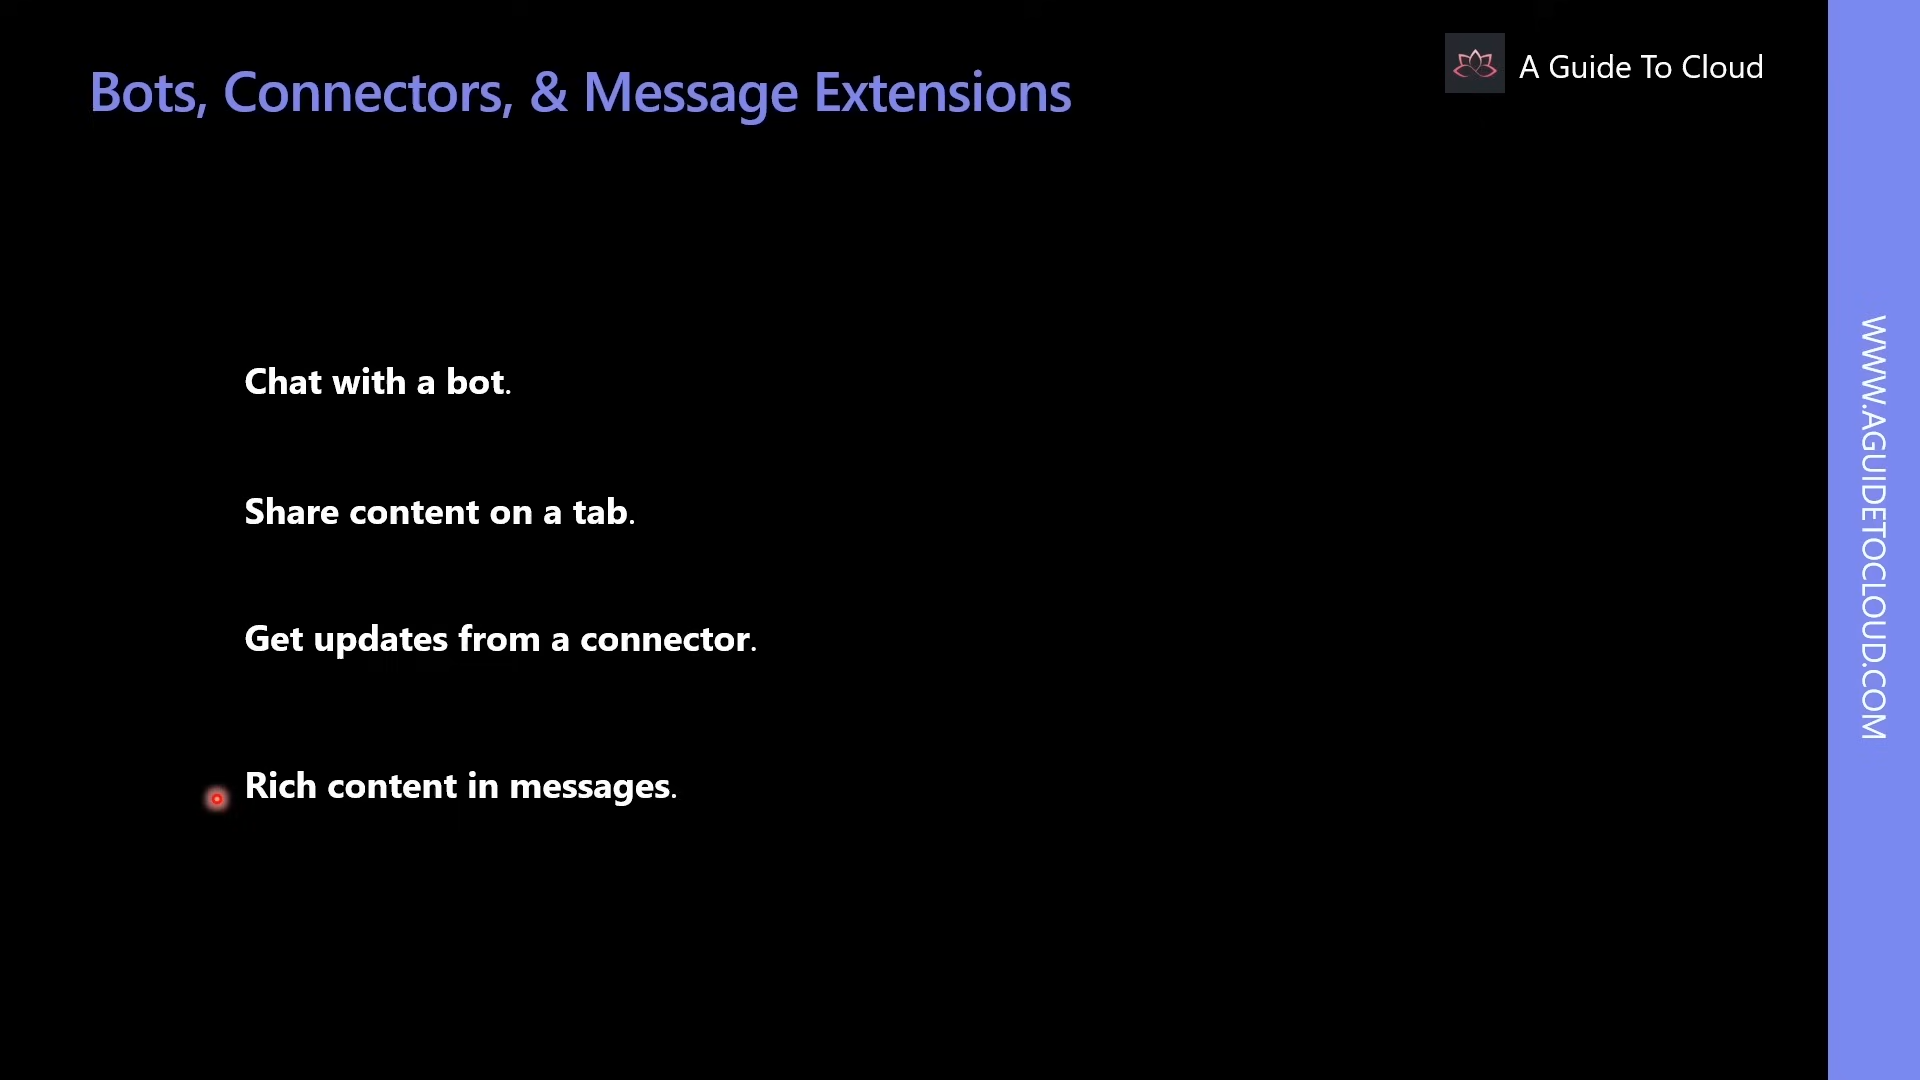 Bots, Connectors, & Message Extensions
A Guide To Cloud
Chat with a bot.
Share content on a tab.
Get updates from a connector.
Rich content in messages.
WWW.AGUIDETOCLOUD.COM